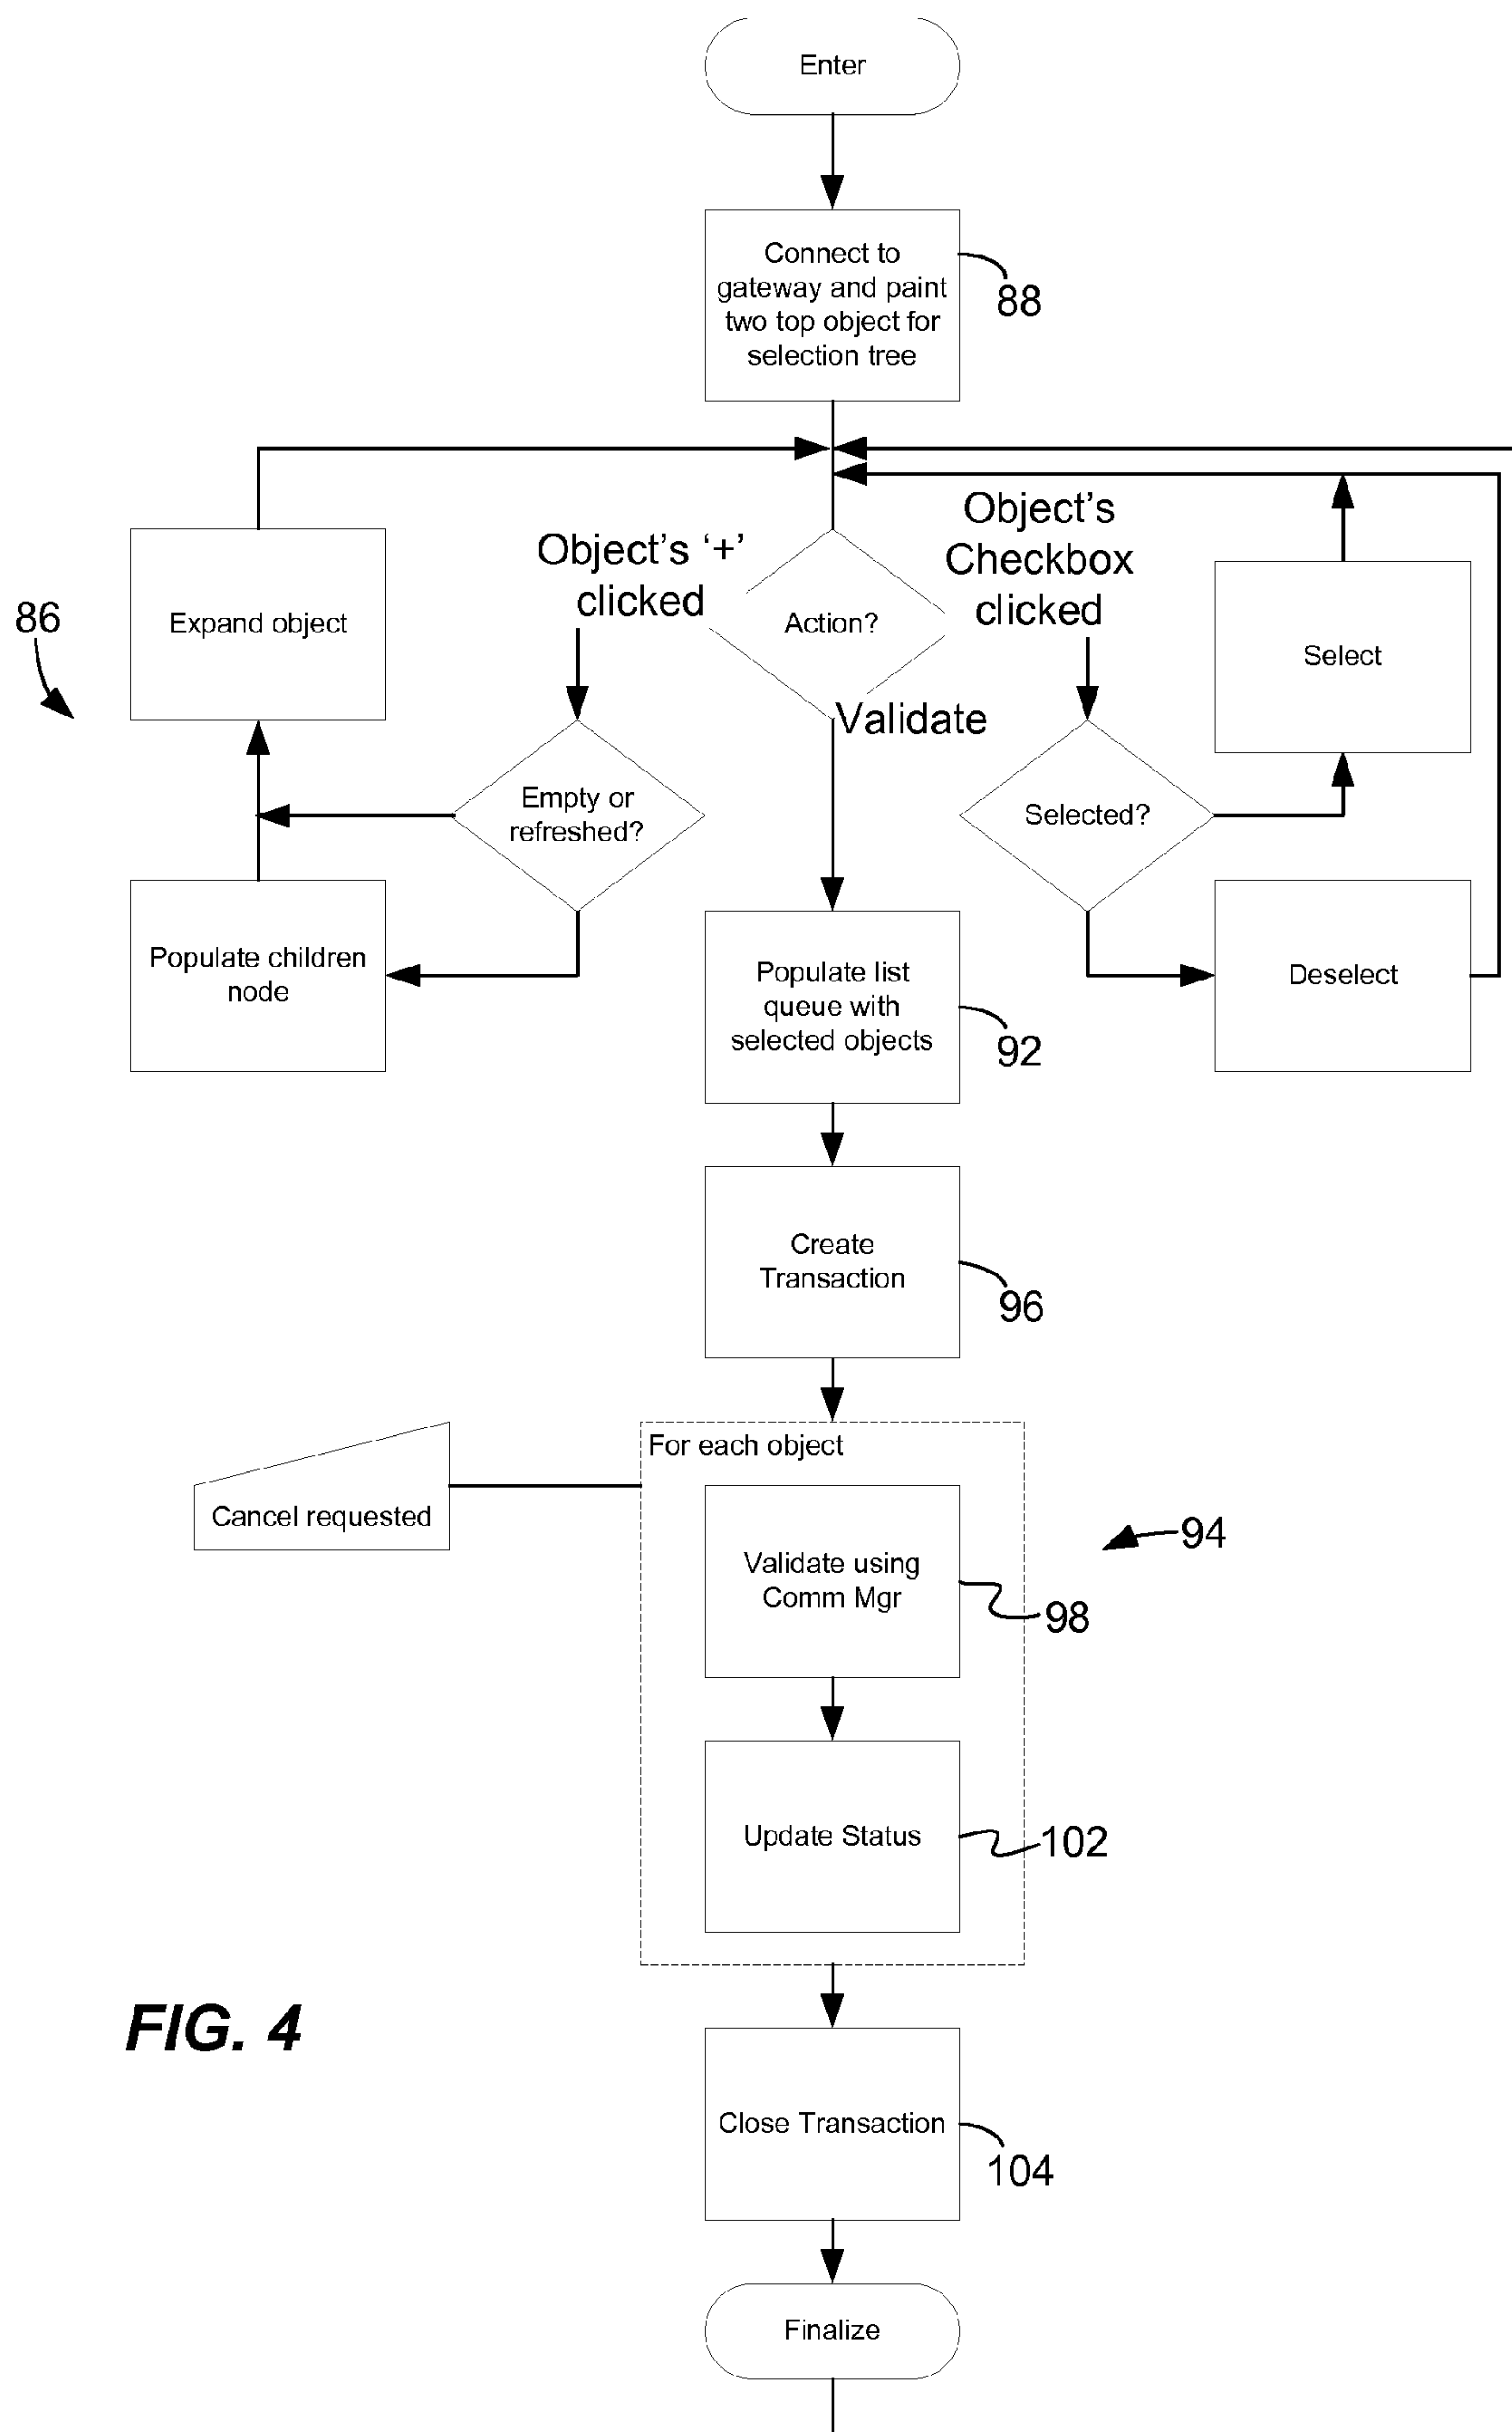 Enter
Connect to
gateway and paint
two top object for
selection tree
88
Object's '+'
clicked
Action?
Object's
Checkbox
clicked
Validate
86
Expand object
Select
Empty or
refreshed?
Selected?
Populate children
node
Populate list
queue with
selected objects
92
Deselect
Create
Transaction
96
Cancel requested
For each object
Validate using
Comm Mgr
94
98
Update Status
102
FIG. 4
Close Transaction
104
Finalize